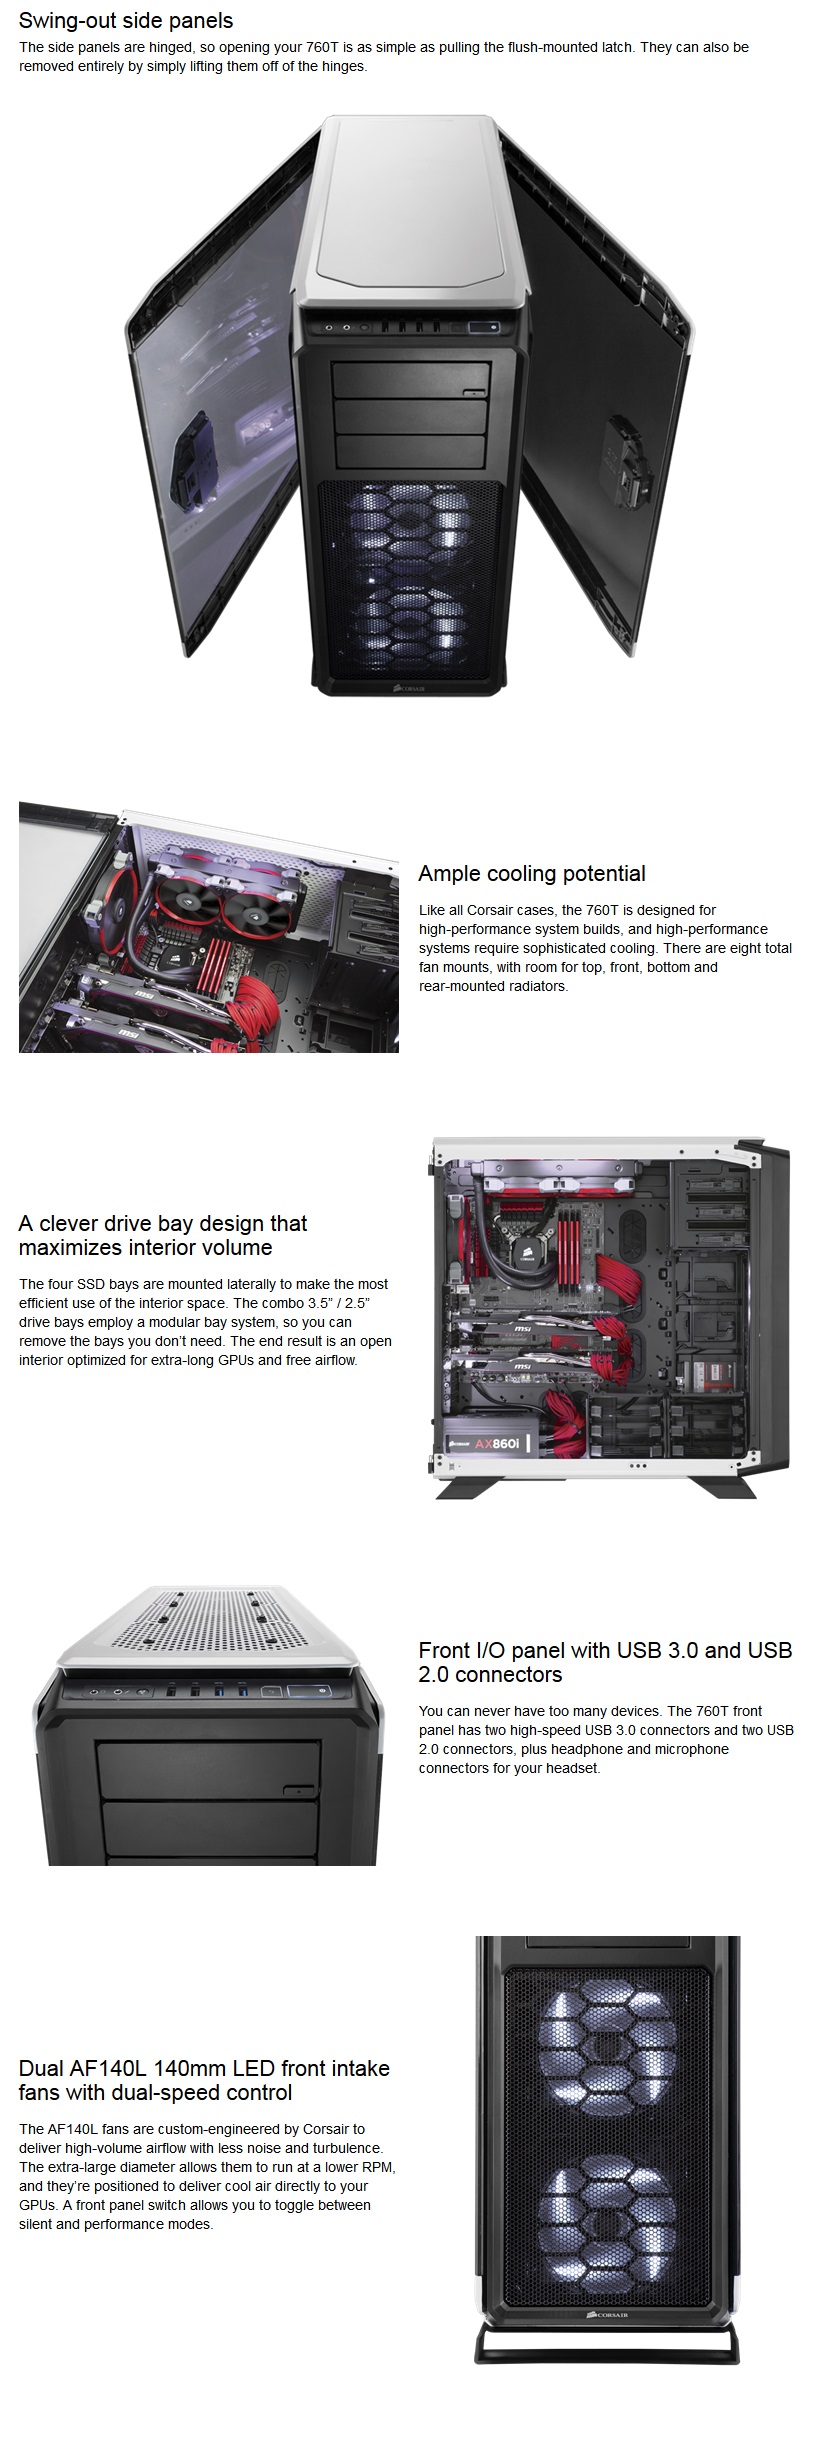 Swing-out side panels
The side panels are hinged, so opening your 760T is as simple as pulling the flush-mounted latch. They can also be
removed entirely by simply lifting them off of the hinges.
CORSAIR
Ample cooling potential
Like all Corsair cases, the 760T is designed for
high-performance system builds, and high-performance
systems require sophisticated cooling. There are eight total
fan mounts, with room for top, front, bottom and
rear-mounted radiators.
msi
msi
A clever drive bay design that
maximizes interior volume
The four SSD bays are mounted laterally to make the most
efficient use of the interior space. The combo 3.5” / 2.5”
drive bays employ a modular bay system, so you can
remove the bays you don’t need. The end result is an open
interior optimized for extra-long GPUs and free airflow.
CORSAIR
msi
msi
CORSAIR AX860i
Front I/O panel with USB 3.0 and USB
2.0 connectors
You can never have too many devices. The 760T front
panel has two high-speed USB 3.0 connectors and two USB
2.0 connectors, plus headphone and microphone
connectors for your headset.
Dual AF140L 140mm LED front intake
fans with dual-speed control
The AF140L fans are custom-engineered by Corsair to
deliver high-volume airflow with less noise and turbulence.
The extra-large diameter allows them to run at a lower RPM,
and they’re positioned to deliver cool air directly to your
GPUs. A front panel switch allows you to toggle between
silent and performance modes.
CORSAIR